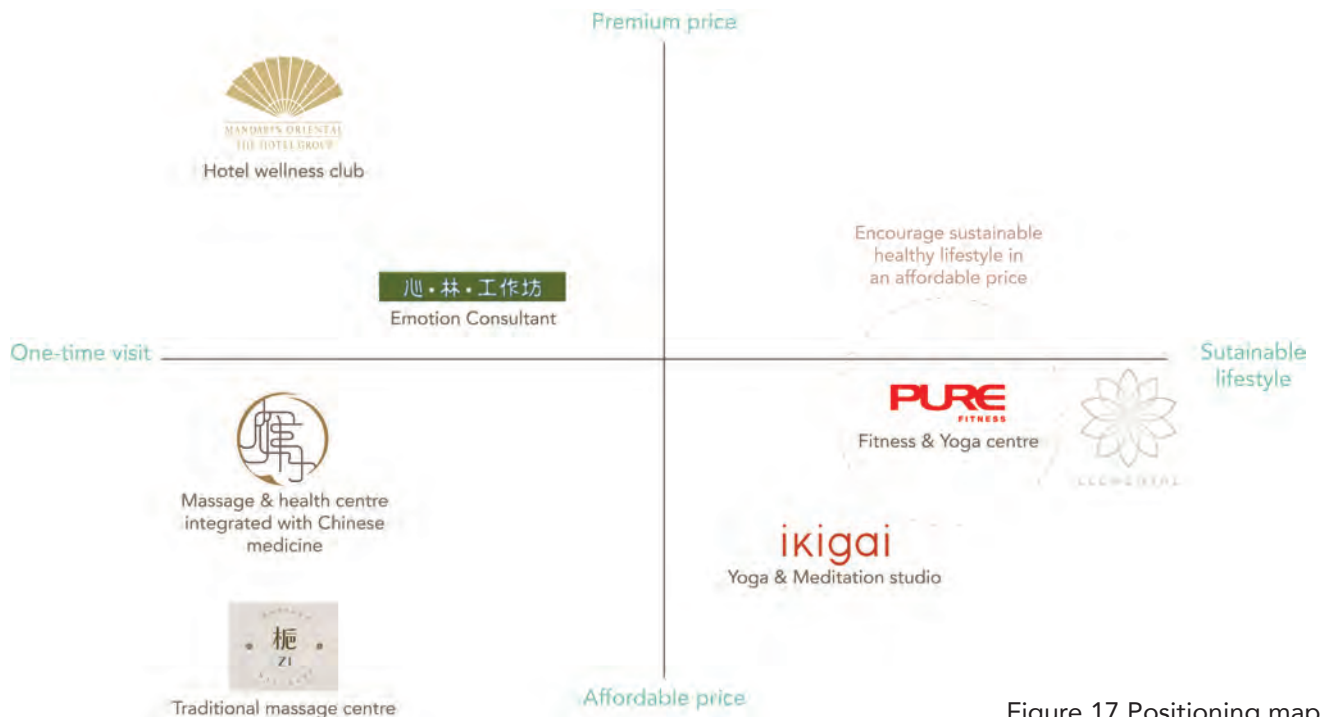 Premium price
MANDARIN ORIENTAL
THE HOTEL GROUP
Hotel wellness club
Encourage sustainable
healthy lifestyle in
an affordable price
心·林·工作坊
Emotion Consultant
One-time visit
Sutainable
lifestyle
PURE
FITNESS
Fitness & Yoga centre
ELEMENTAL
Massage & health centre
integrated with Chinese
medicine
ikigai
Yoga & Meditation studio
梔
ZI
Traditional massage centre
Affordable price
Figure 17 Positioning map